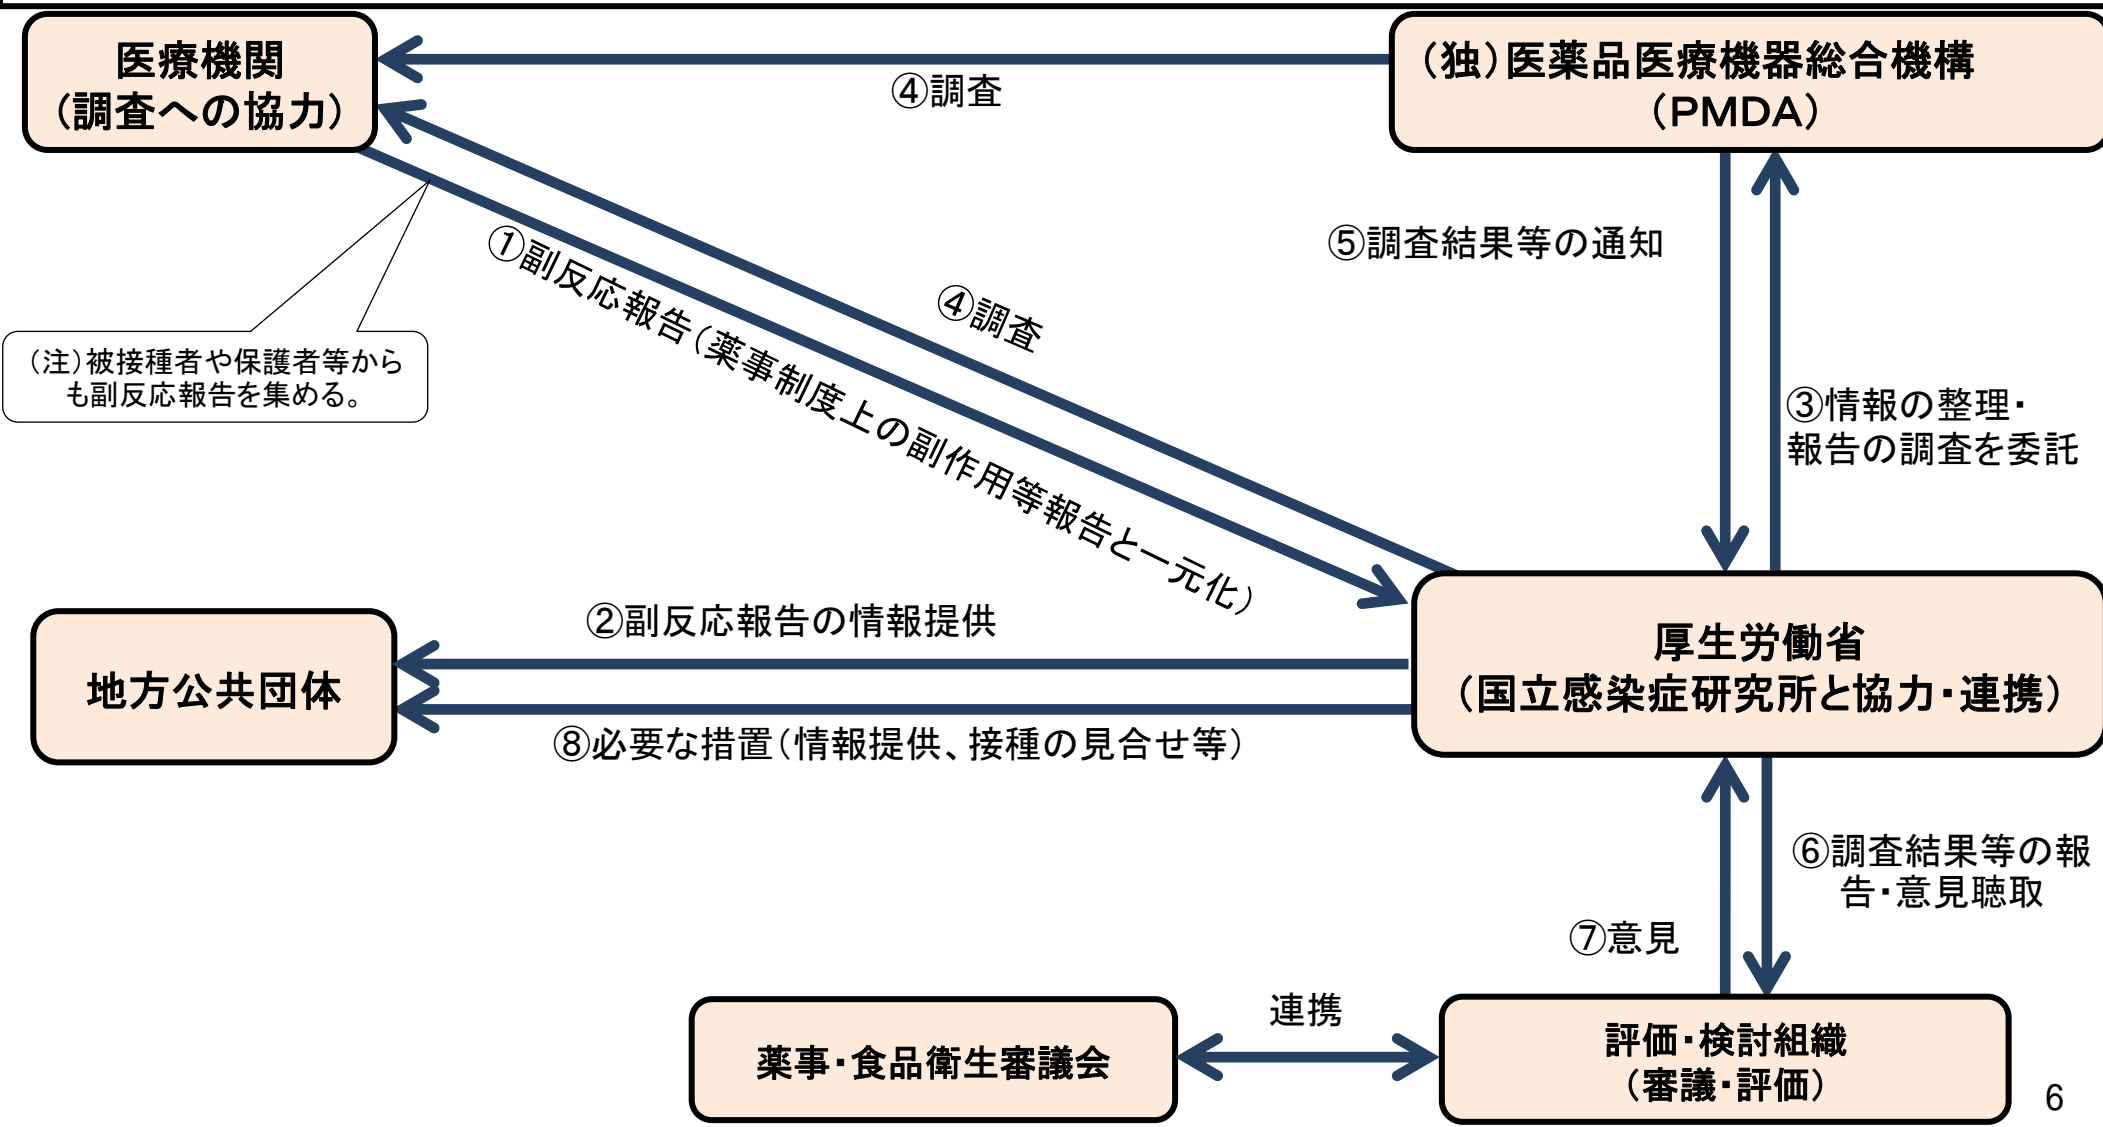 医療機関
(調査への協力)
(独)医薬品医療機器総合機構
(PMDA)
④調査
①副反応報告(薬事制度上の副作用等報告と一元化)
④調査
⑤調査結果等の通知
③情報の整理・
報告の調査を委託
(注)被接種者や保護者等から
も副反応報告を集める。
②副反応報告の情報提供
地方公共団体
厚生労働省
(国立感染症研究所と協力・連携)
⑧必要な措置(情報提供、接種の見合せ等)
⑥調査結果等の報
告・意見聴取
⑦意見
連携
薬事・食品衛生審議会
評価・検討組織
(審議・評価)
6